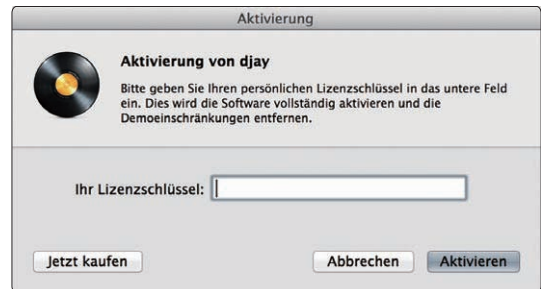 Aktivierung
Aktivierung von djay
Bitte geben Sie Ihren persönlichen Lizenzschlüssel in das untere Feld
ein. Dies wird die Software vollständig aktivieren und die
Demoeinschränkungen entfernen.
Ihr Lizenzschlüssel:
Jetzt kaufen Abbrechen Aktivieren